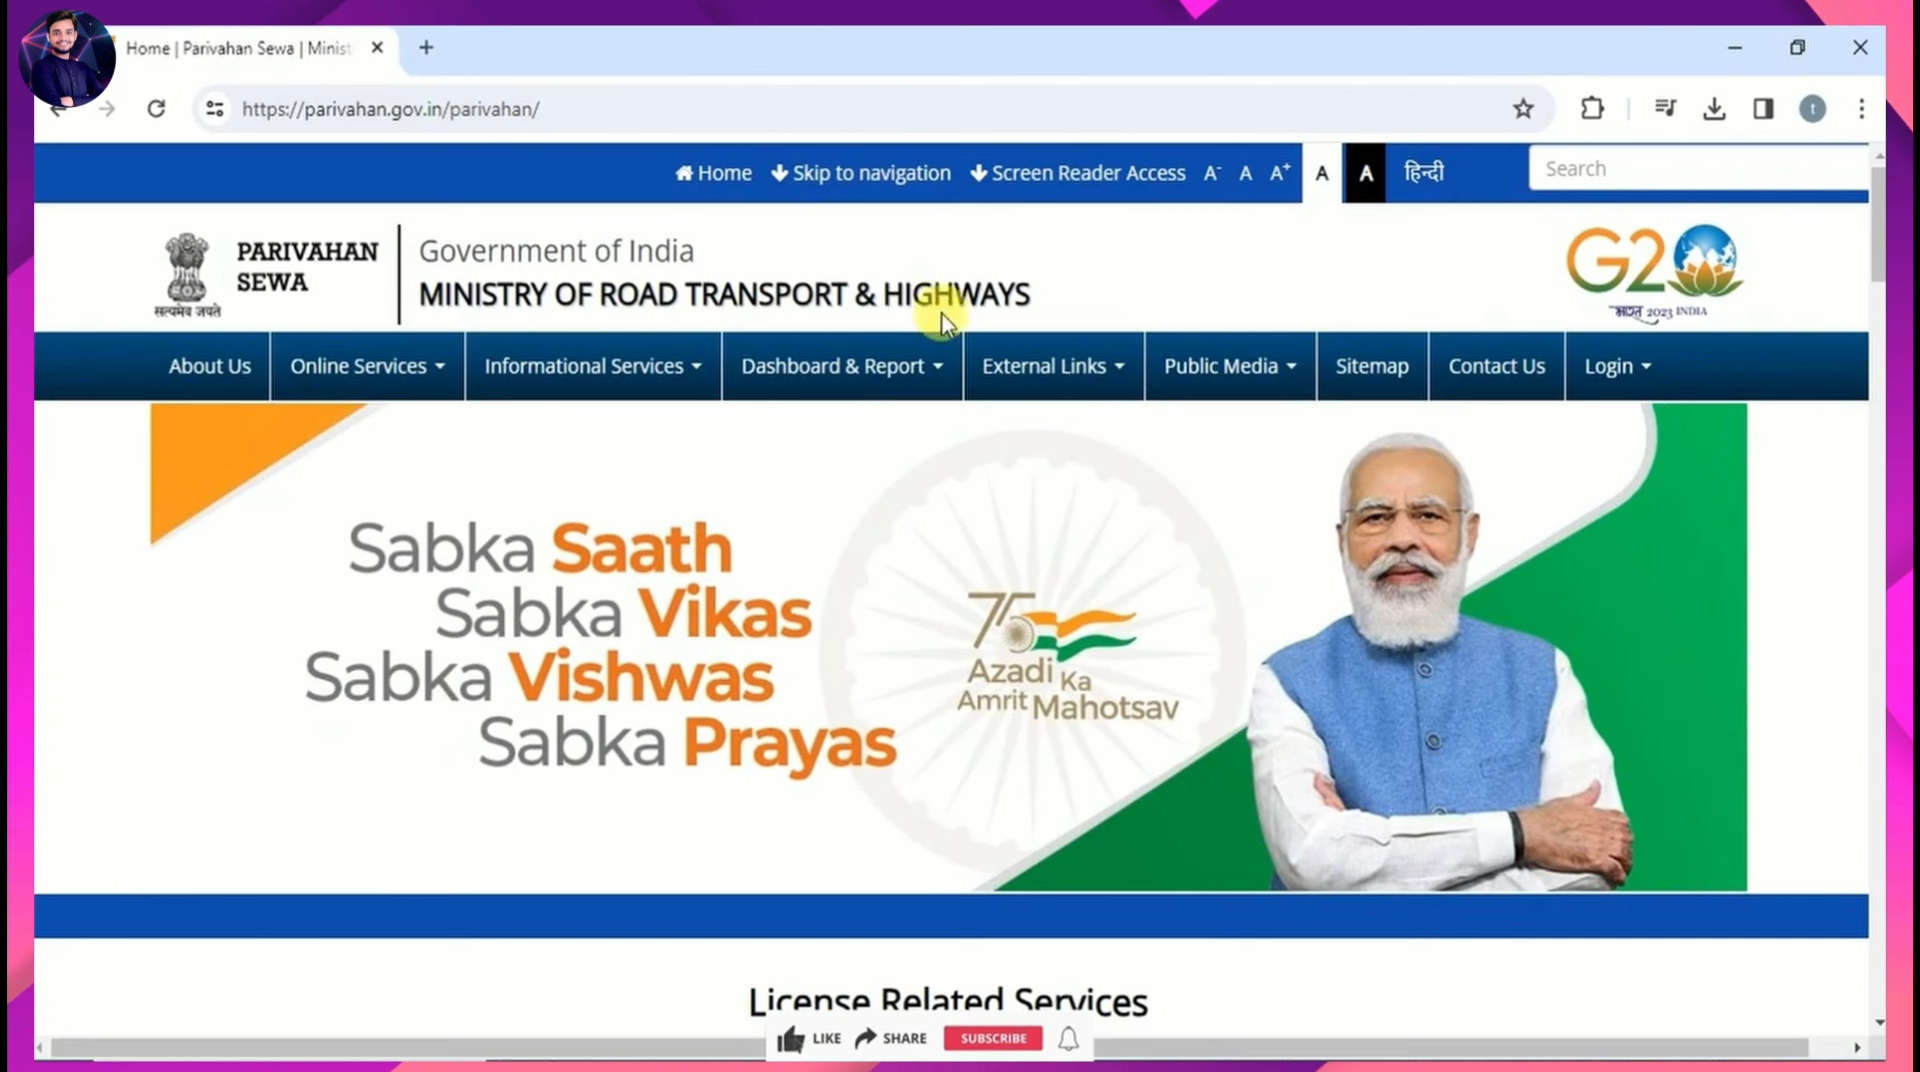 Home | Parivahan Sewa | Minist
https://parivahan.gov.in/parivahan/
t
Home Skip to navigation Screen Reader Access A- A A+ A A हिन्दी Search
PARIVAHAN
SEWA
सत्यमेव जयते
Government of India
MINISTRY OF ROAD TRANSPORT & HIGHWAYS
G20
भारत 2023 INDIA
About Us Online Services Informational Services Dashboard & Report External Links Public Media Sitemap Contact Us Login
Sabka Saath
Sabka Vikas
Sabka Vishwas
Sabka Prayas
75
Azadi Ka
Amrit Mahotsav
License Related Services
LIKE SHARE SUBSCRIBE